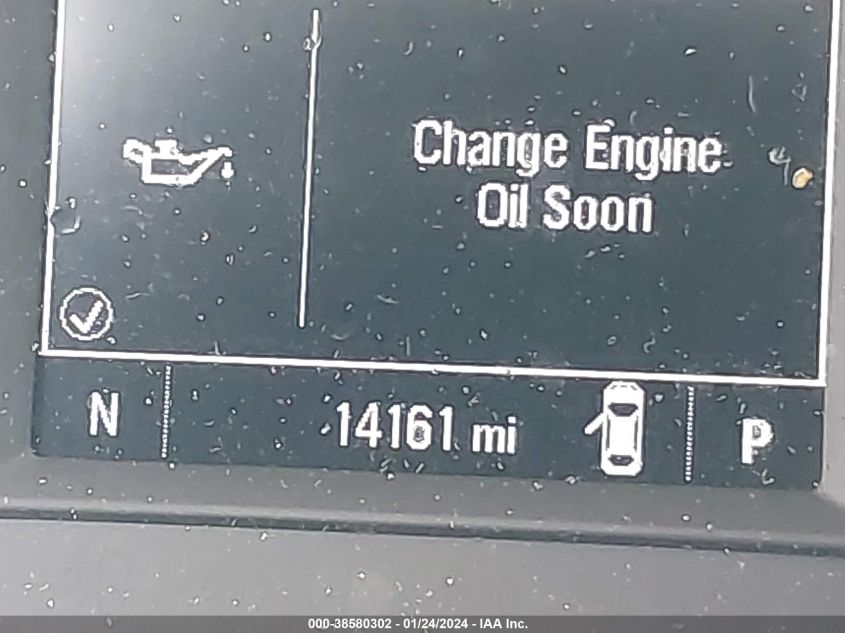 Change Engine
Oil Soon
N 14161 mi P
000-38580302 - 01/24/2024 - IAA Inc.